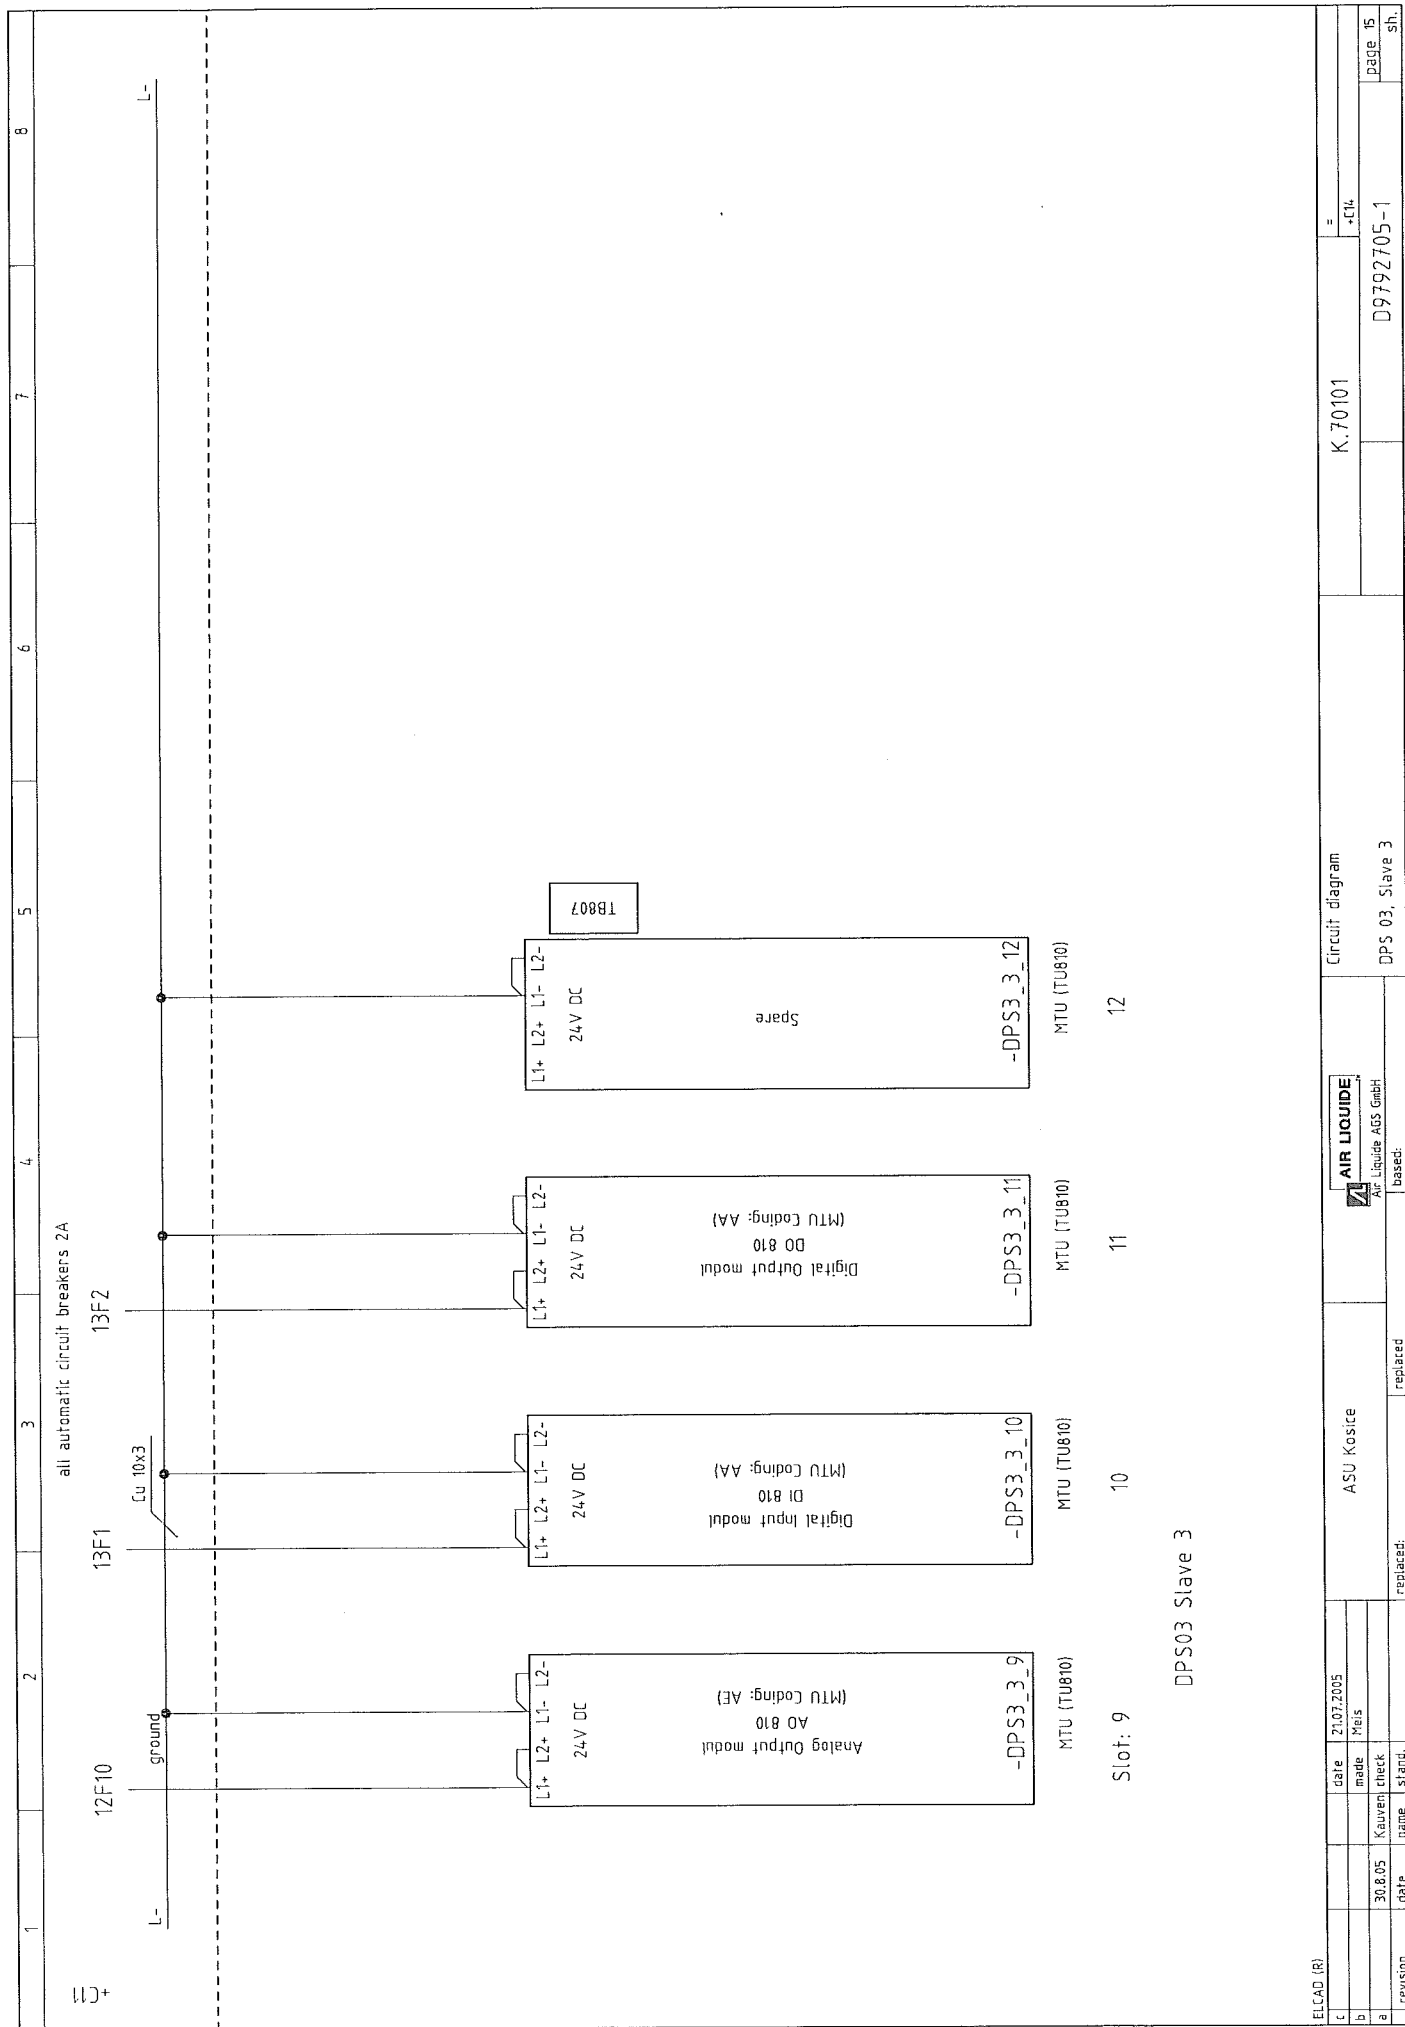 1 2 3 4 5 6 7 8
+C11
all automatic circuit breakers 2A
12F10 13F1 13F2
L- ground Cu 10x3 L-
L1+ L2+ L1- L2-
24V DC
Analog Output modul
AO 810
(MTU Coding: AE)
-DPS3_3_9
MTU (TU810)
Slot: 9
L1+ L2+ L1- L2-
24V DC
Digital Input modul
DI 810
(MTU Coding: AA)
-DPS3_3_10
MTU (TU810)
10
L1+ L2+ L1- L2-
24V DC
Digital Output modul
DO 810
(MTU Coding: AA)
-DPS3_3_11
MTU (TU810)
11
L1+ L2+ L1- L2-
24V DC
Spare
-DPS3_3_12
MTU (TU810)
12
TB807
DPS03 Slave 3
ELCAD (R)
c date 21.07.2005
b made Meis
a 30.8.05 Kauven check
revision date name stand.
ASU Kosice
replaced: replaced based:
AIR LIQUIDE
Air Liquide AGS GmbH
Circuit diagram
DPS 03, Slave 3
K.70101
=
+C14
D9792705-1
page 15
sh.